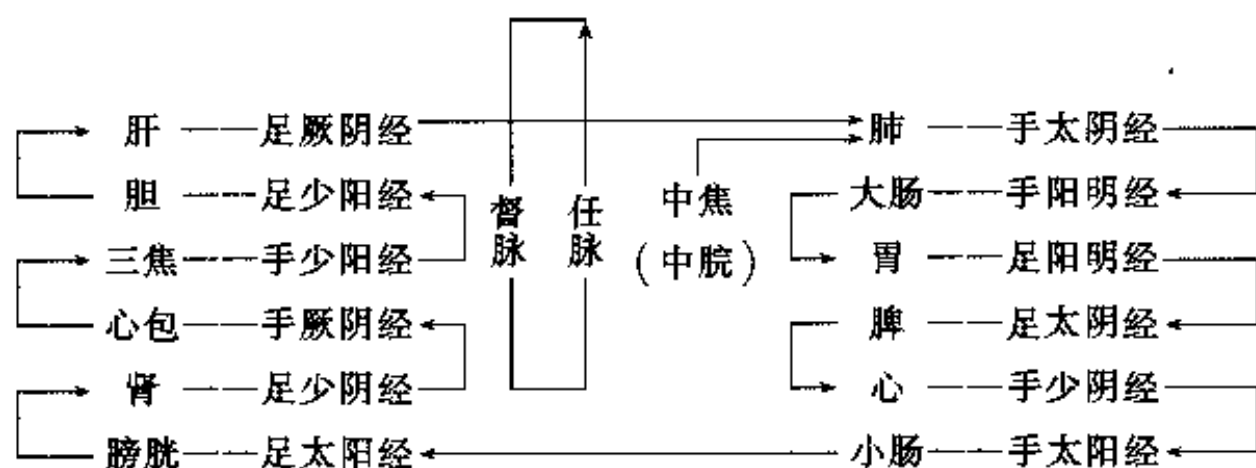 肝 足厥阴经 肺 手太阴经
胆 足少阳经 督脉 任脉 中焦 大肠 手阳明经
三焦 手少阳经 (中脘) 胃 足阳明经
心包 手厥阴经 脾 足太阴经
肾 足少阴经 心 手少阴经
膀胱 足太阳经 小肠 手太阳经